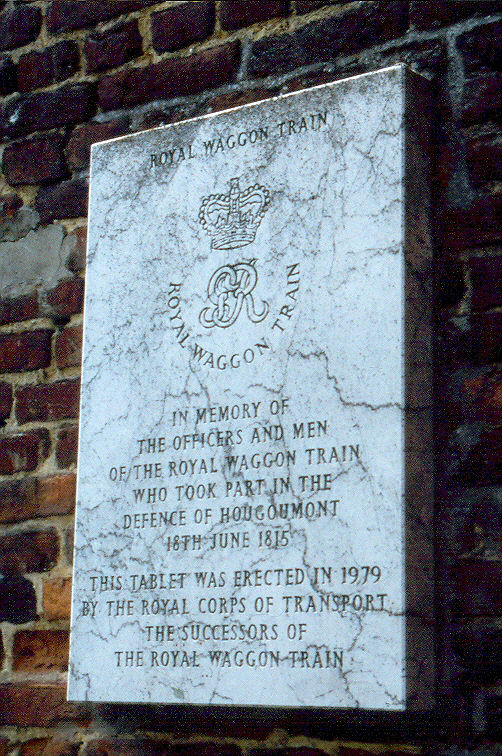 ROYAL WAGGON TRAIN
GR
ROYAL WAGGON TRAIN
IN MEMORY OF
THE OFFICERS AND MEN
OF THE ROYAL WAGGON TRAIN
WHO TOOK PART IN THE
DEFENCE OF HOUGOUMONT
18TH JUNE 1815
THIS TABLET WAS ERECTED IN 1979
BY THE ROYAL CORPS OF TRANSPORT
THE SUCCESSORS OF
THE ROYAL WAGGON TRAIN